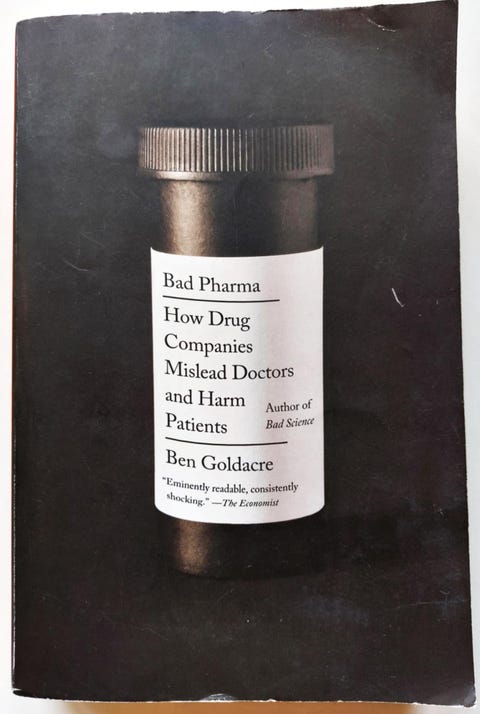 Bad Pharma
How Drug
Companies
Mislead Doctors
and Harm
Patients
Author of
Bad Science
Ben Goldacre
“Eminently readable, consistently
shocking.” —The Economist